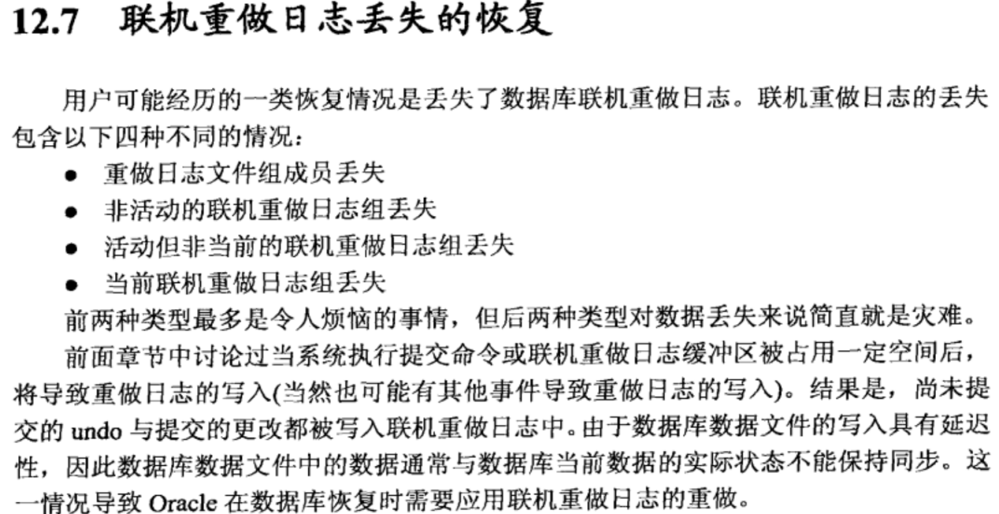 12.7 联机重做日志丢失的恢复
用户可能经历的一类恢复情况是丢失了数据库联机重做日志。联机重做日志的丢失
包含以下四种不同的情况：
● 重做日志文件组成员丢失
● 非活动的联机重做日志组丢失
● 活动但非当前的联机重做日志组丢失
● 当前联机重做日志组丢失
前两种类型最多是令人烦恼的事情，但后两种类型对数据丢失来说简直就是灾难。
前面章节中讨论过当系统执行提交命令或联机重做日志缓冲区被占用一定空间后，
将导致重做日志的写入(当然也可能有其他事件导致重做日志的写入)。结果是，尚未提
交的 undo 与提交的更改都被写入联机重做日志中。由于数据库数据文件的写入具有延迟
性，因此数据库数据文件中的数据通常与数据库当前数据的实际状态不能保持同步。这
一情况导致 Oracle 在数据库恢复时需要应用联机重做日志的重做。